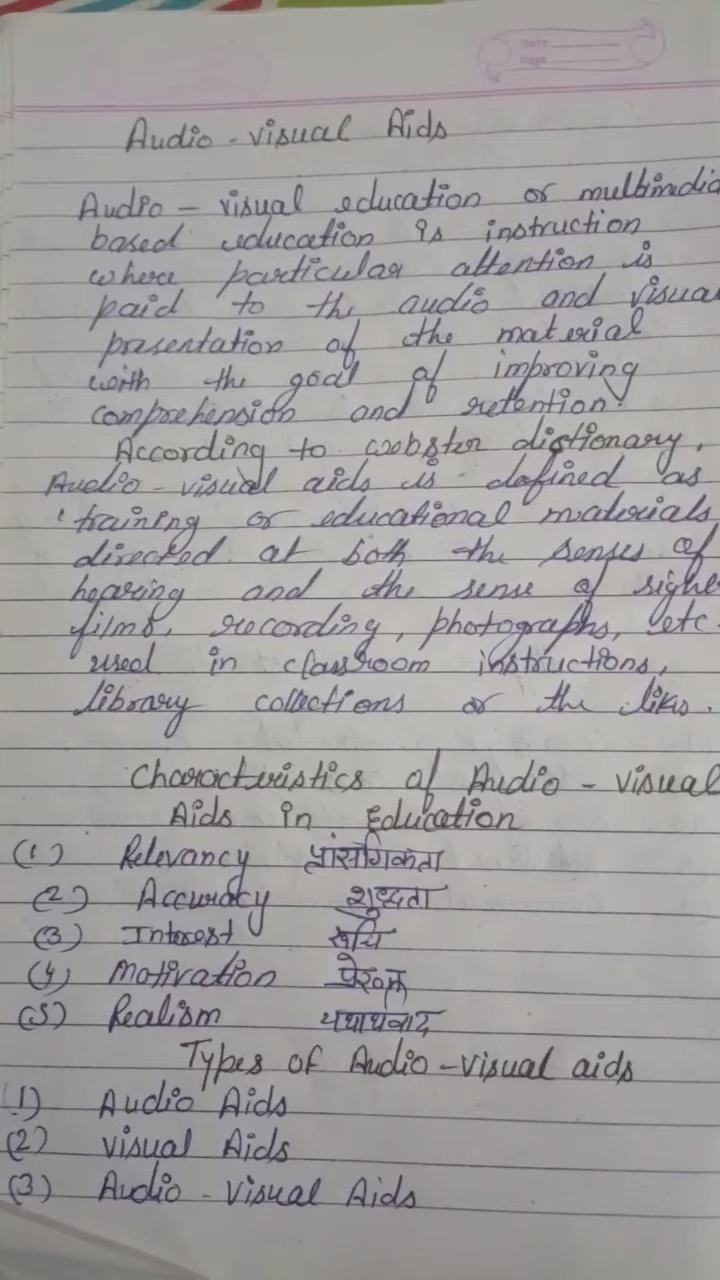 Date
Page
Audio - visual Aids
Audio - visual education or multimedia
based education is instruction
where particular attention is
paid to the audio and visual
presentation of the material
with the goal of improving
comprehension and retention.
According to webster dictionary,
Audio - visual aids is defined as
'training or educational materials
directed at both the senses of
hearing and the sense of sight
films, recording, photographs, etc.
used in classroom instructions,
library collections or the likes.
Characteristics of Audio - visual
Aids in Education
(1) Relevancy प्रासंगिकता
(2) Accuracy शुद्धता
(3) Interest रूचि
(4) Motivation
(5) Realism यथार्थवाद
Types of Audio - visual aids
(1) Audio Aids
(2) visual Aids
(3) Audio - visual Aids